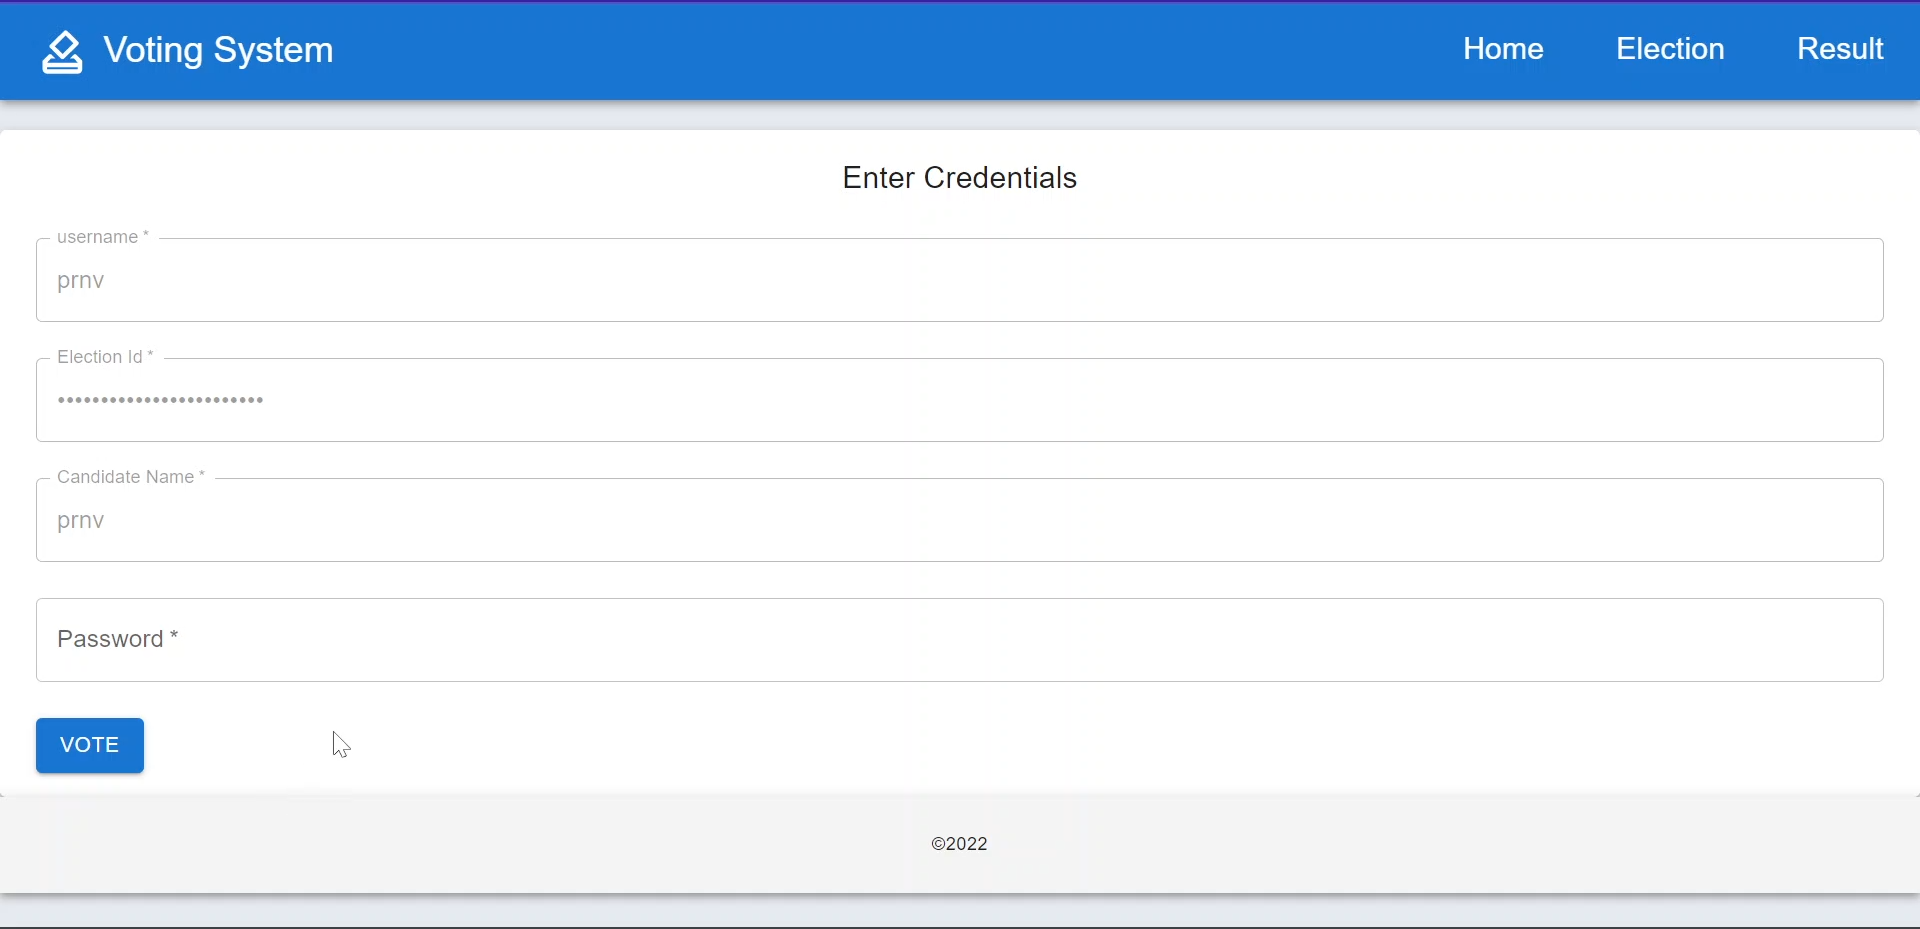 Voting System
Home Election Result
Enter Credentials
username *
prnv
Election Id *
••••••••••••••••••••••••
Candidate Name *
prnv
Password *
VOTE
©2022